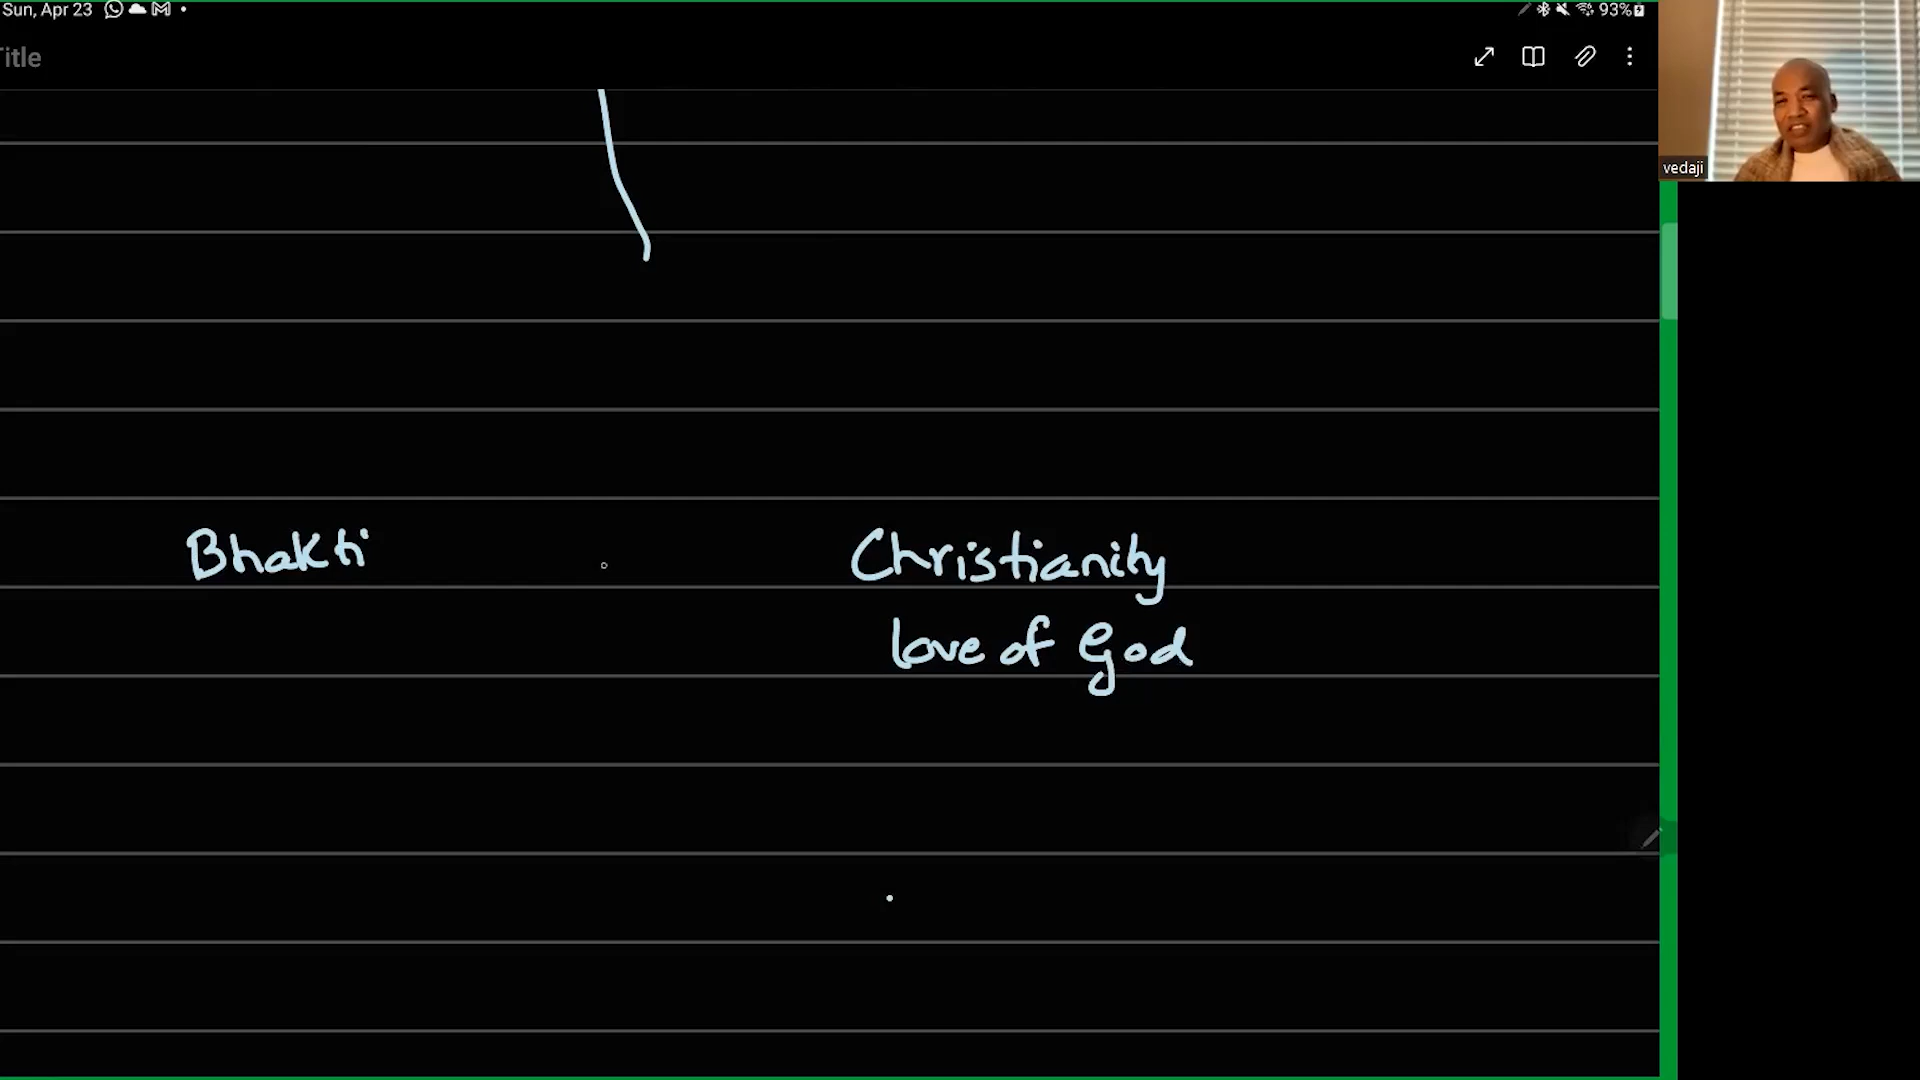 Sun, Apr 23
93%
Title
vedaji
Bhakti
Christianity
love of God